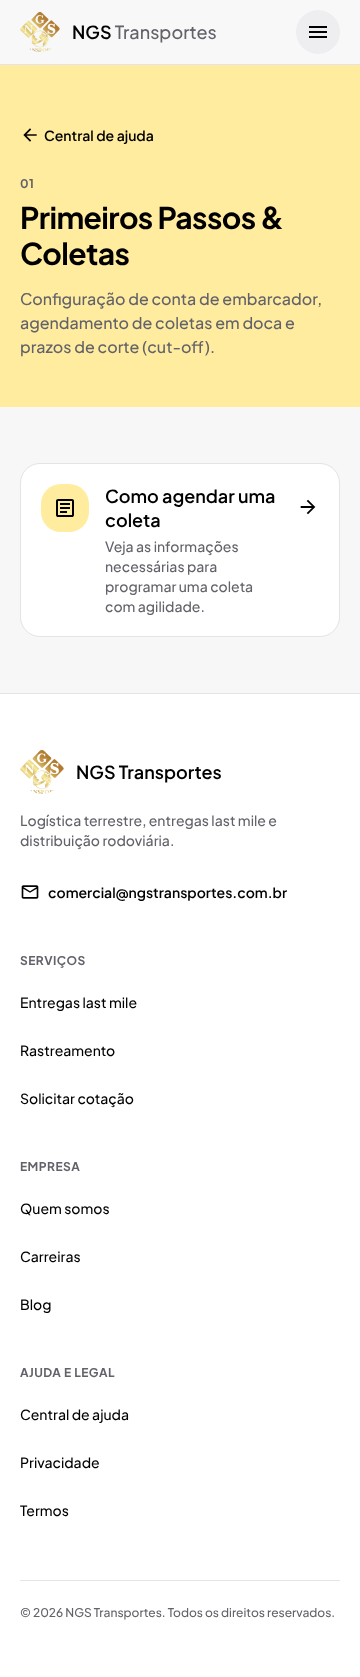 NGS
NGS Transportes
Central de ajuda
01
Primeiros Passos &
Coletas
Configuração de conta de embarcador,
agendamento de coletas em doca e
prazos de corte (cut-off).
Como agendar uma
coleta
Veja as informações
necessárias para
programar uma coleta
com agilidade.
NGS
NGS Transportes
Logística terrestre, entregas last mile e
distribuição rodoviária.
comercial@ngstransportes.com.br
SERVIÇOS
Entregas last mile
Rastreamento
Solicitar cotação
EMPRESA
Quem somos
Carreiras
Blog
AJUDA E LEGAL
Central de ajuda
Privacidade
Termos
© 2026 NGS Transportes. Todos os direitos reservados.